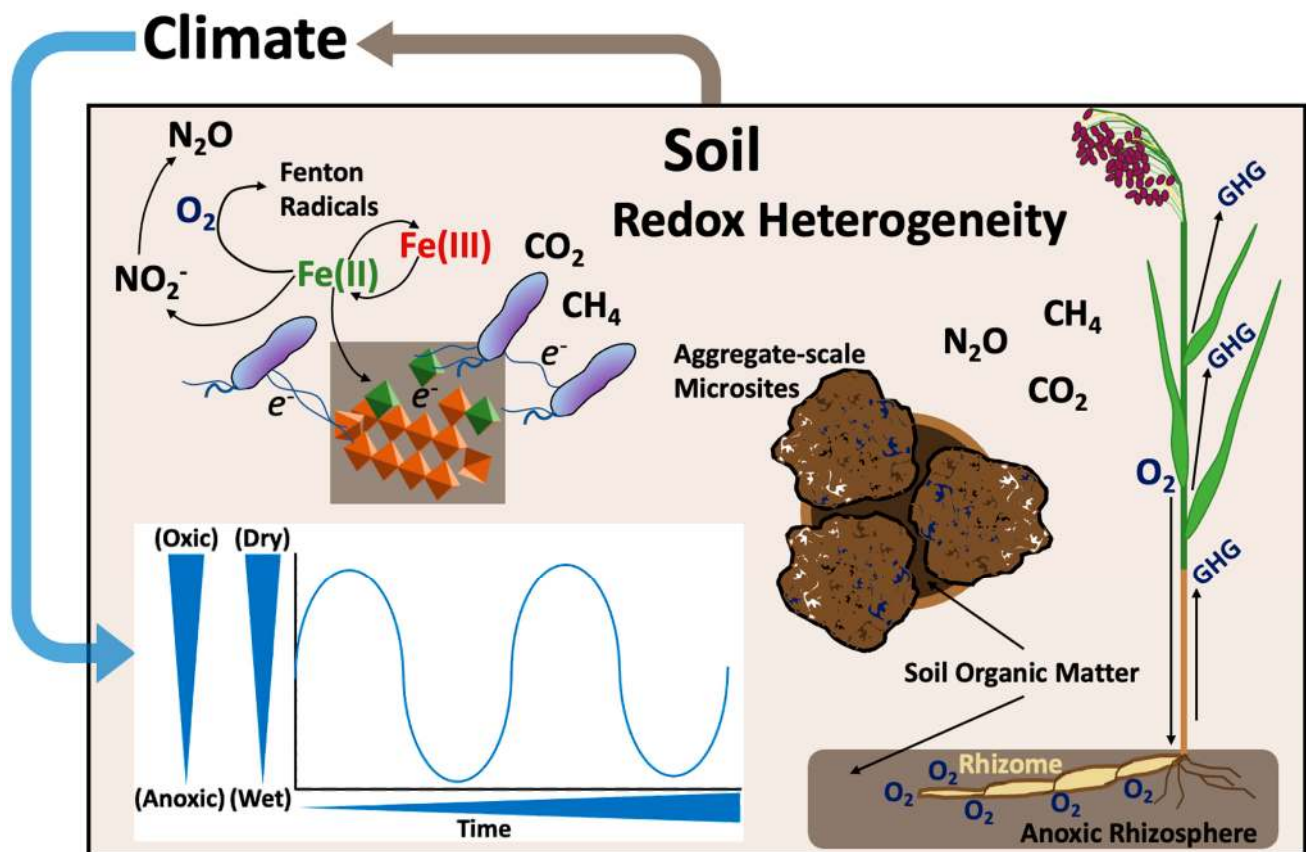 Climate
Soil
Redox Heterogeneity
N₂O
O₂
Fenton
Radicals
NO₂⁻
Fe(II)
Fe(III)
CO₂
CH₄
e⁻
e⁻
e⁻
Aggregate-scale
Microsites
N₂O
CH₄
CO₂
GHG
GHG
GHG
O₂
Soil Organic Matter
(Oxic) (Dry)
(Anoxic) (Wet)
Time
Rhizome
O₂
O₂
O₂
O₂
O₂
Anoxic Rhizosphere